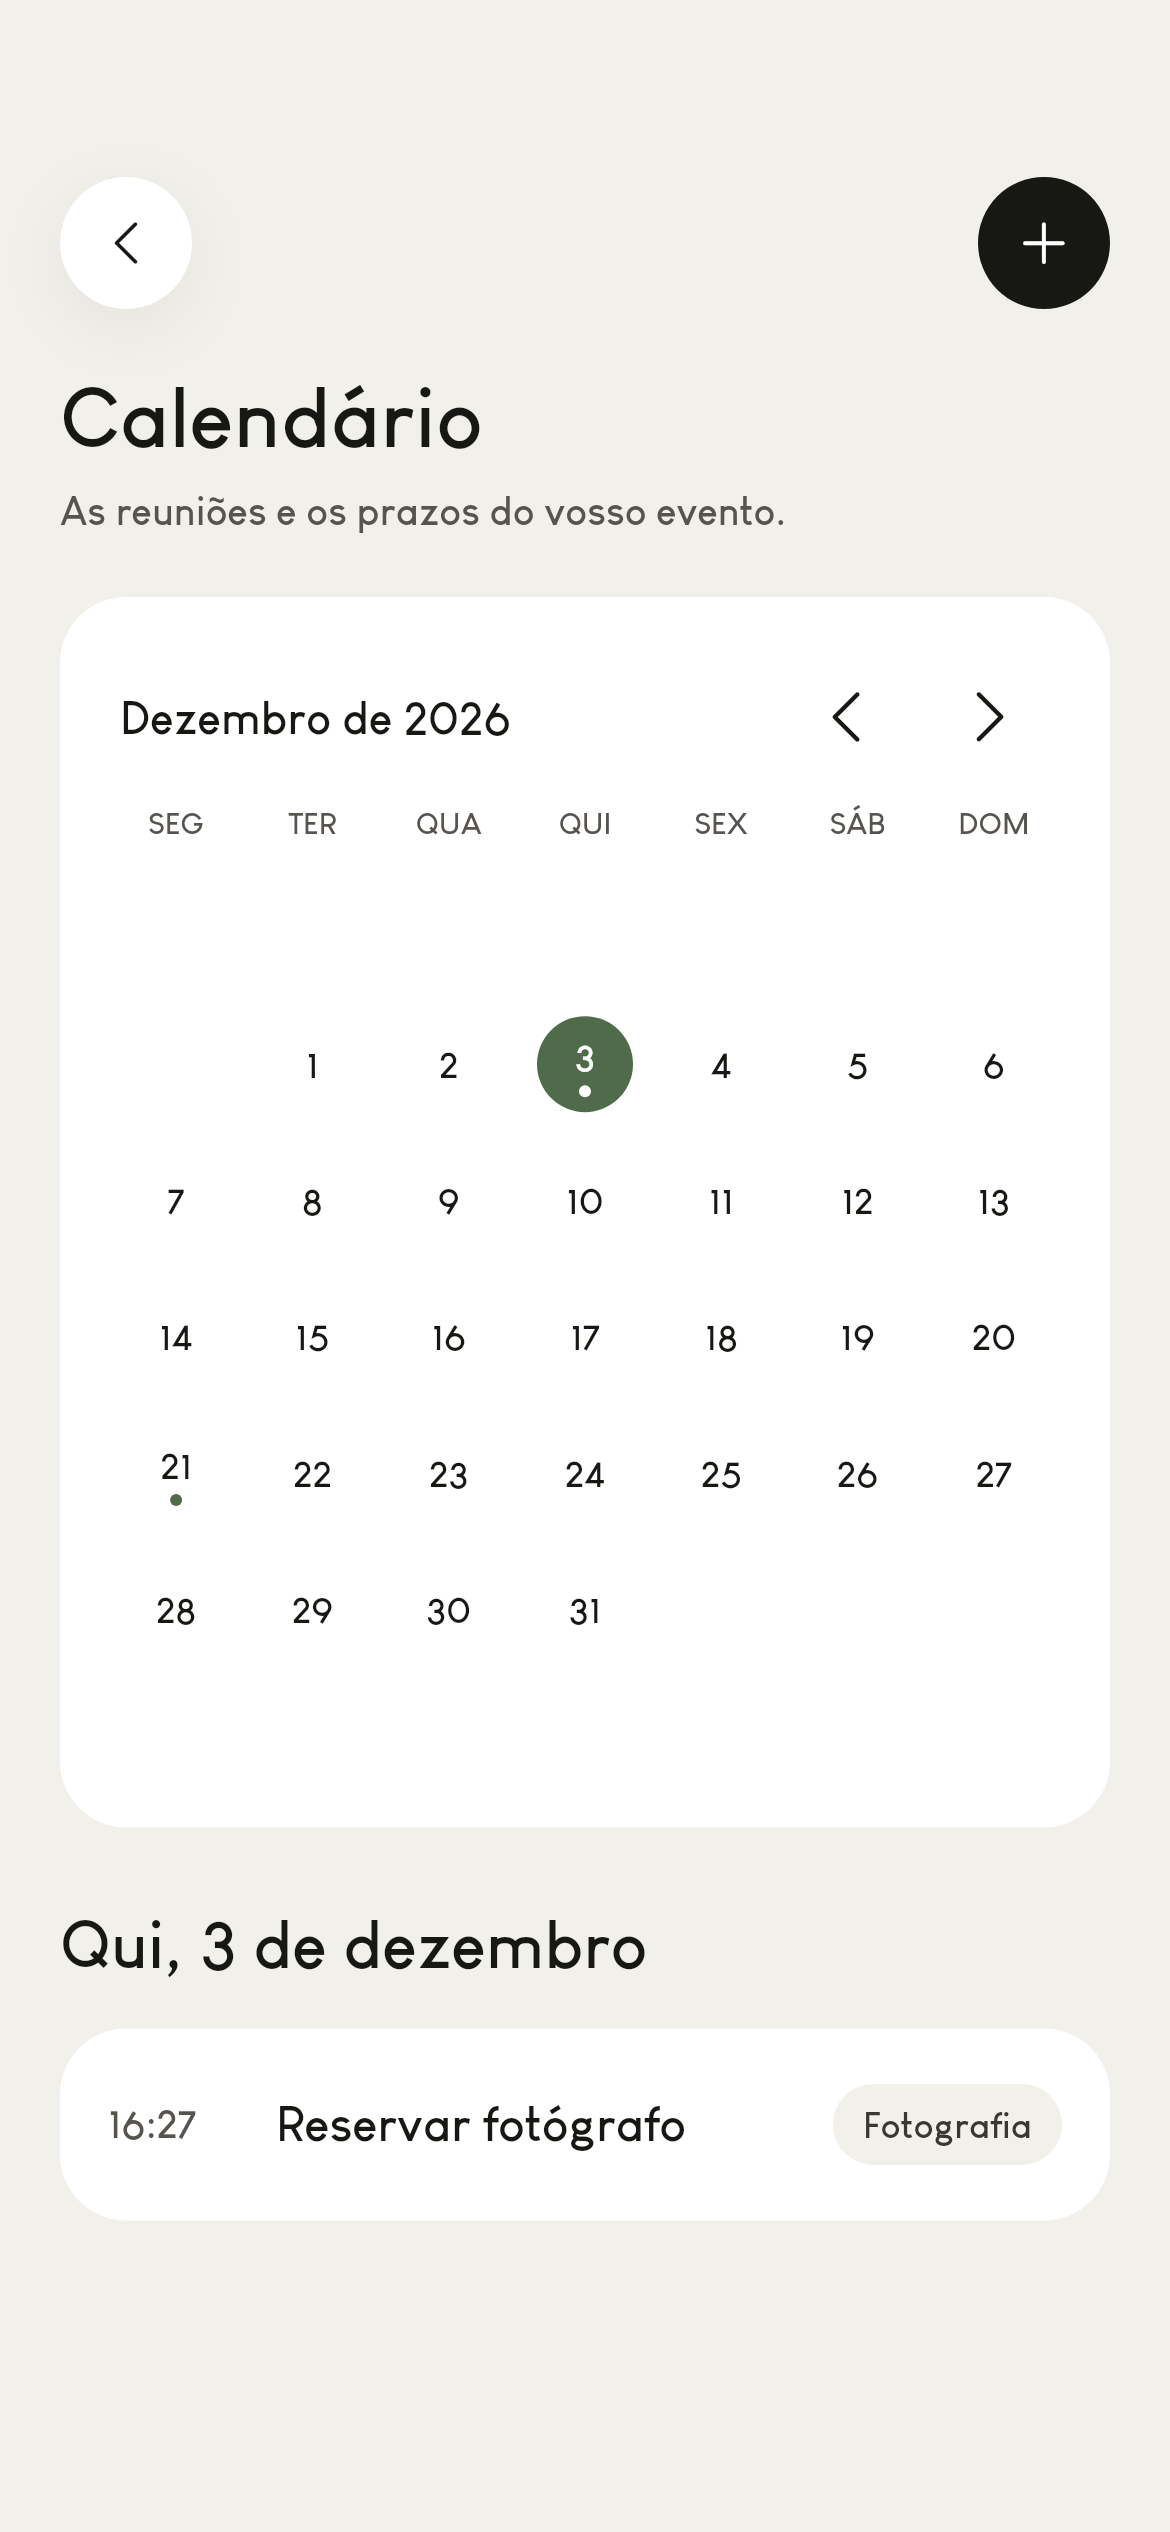 Calendário
As reuniões e os prazos do vosso evento.
Dezembro de 2026
SEG TER QUA QUI SEX SÁB DOM
1 2 3 4 5 6
7 8 9 10 11 12 13
14 15 16 17 18 19 20
21 22 23 24 25 26 27
28 29 30 31
Qui, 3 de dezembro
16:27 Reservar fotógrafo Fotografia